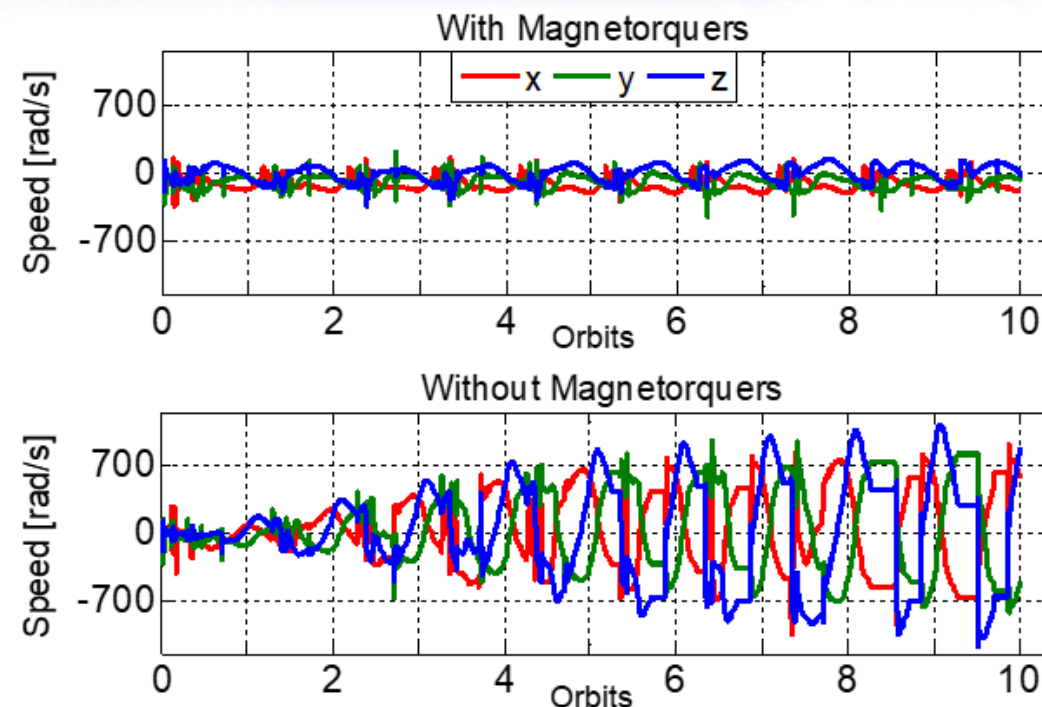 With Magnetorquers
x y z
Speed [rad/s]
700
0
-700
0 2 4 6 8 10
Orbits
Without Magnetorquers
Speed [rad/s]
700
0
-700
0 2 4 6 8 10
Orbits